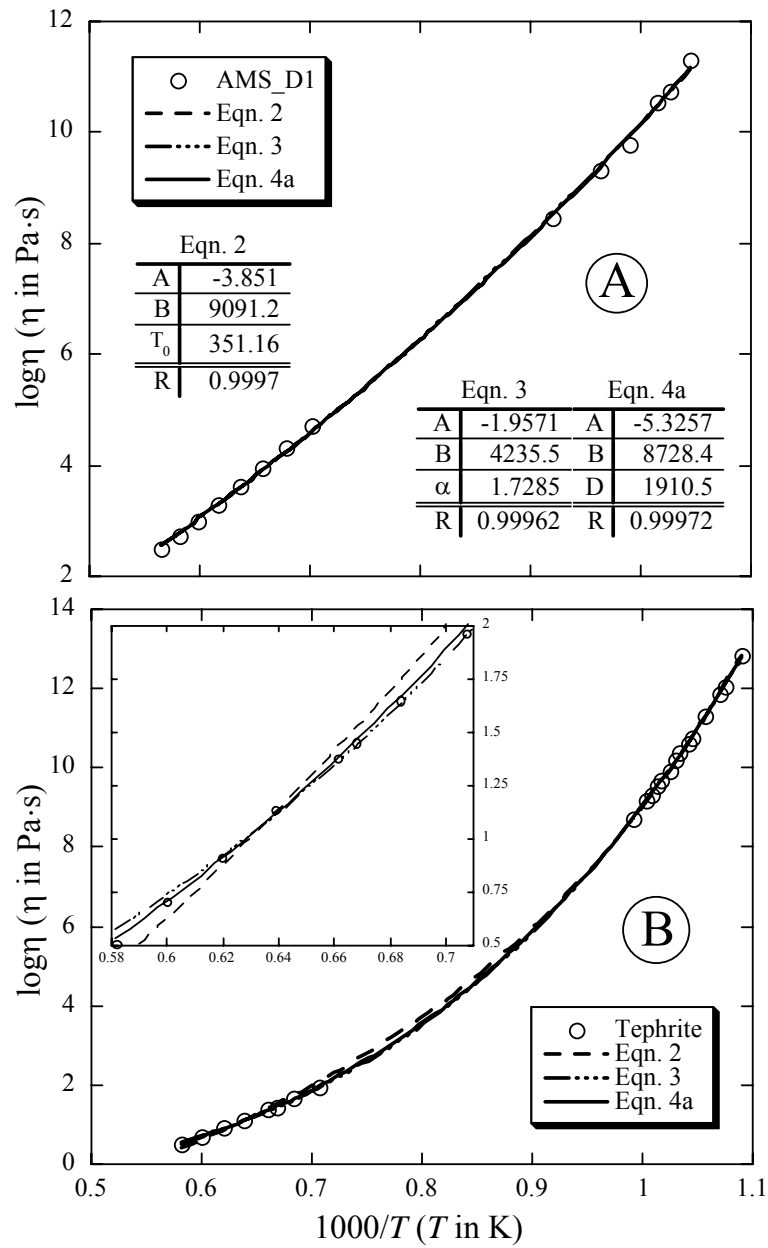 12
10
8
6
4
2
logη (η in Pa·s)
AMS_D1
Eqn. 2
Eqn. 3
Eqn. 4a
Eqn. 2
A -3.851
B 9091.2
T0 351.16
R 0.9997
A
Eqn. 3 Eqn. 4a
A -1.9571 A -5.3257
B 4235.5 B 8728.4
α 1.7285 D 1910.5
R 0.99962 R 0.99972
14
12
10
8
6
4
2
0
logη (η in Pa·s)
2
1.75
1.5
1.25
1
0.75
0.5
0.58 0.6 0.62 0.64 0.66 0.68 0.7
B
Tephrite
Eqn. 2
Eqn. 3
Eqn. 4a
0.5 0.6 0.7 0.8 0.9 1 1.1
1000/T (T in K)